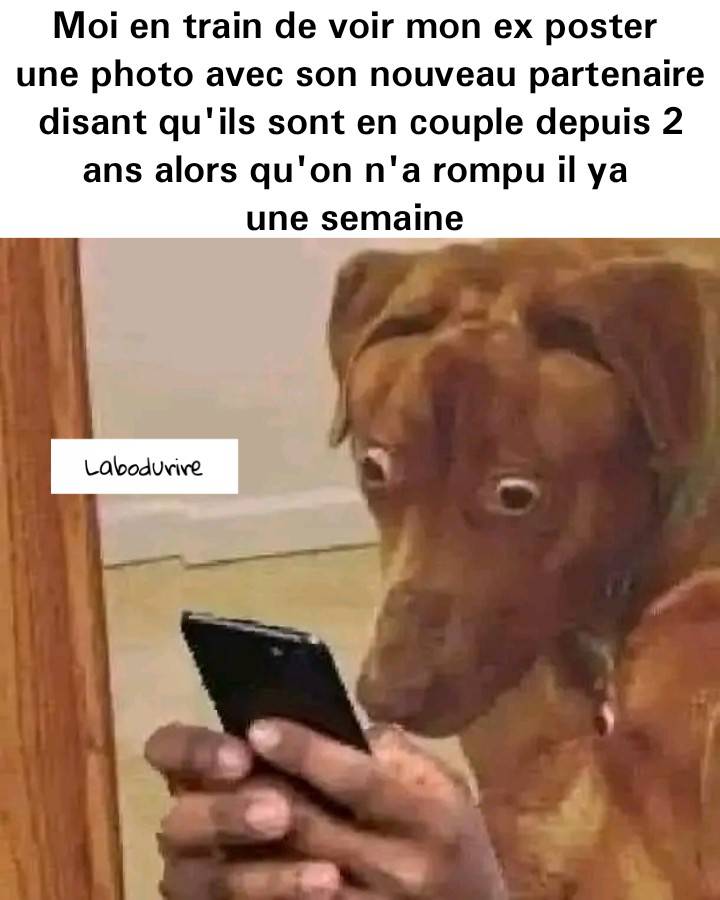 Moi en train de voir mon ex poster
une photo avec son nouveau partenaire
disant qu'ils sont en couple depuis 2
ans alors qu'on n'a rompu il ya
une semaine
Labodurire